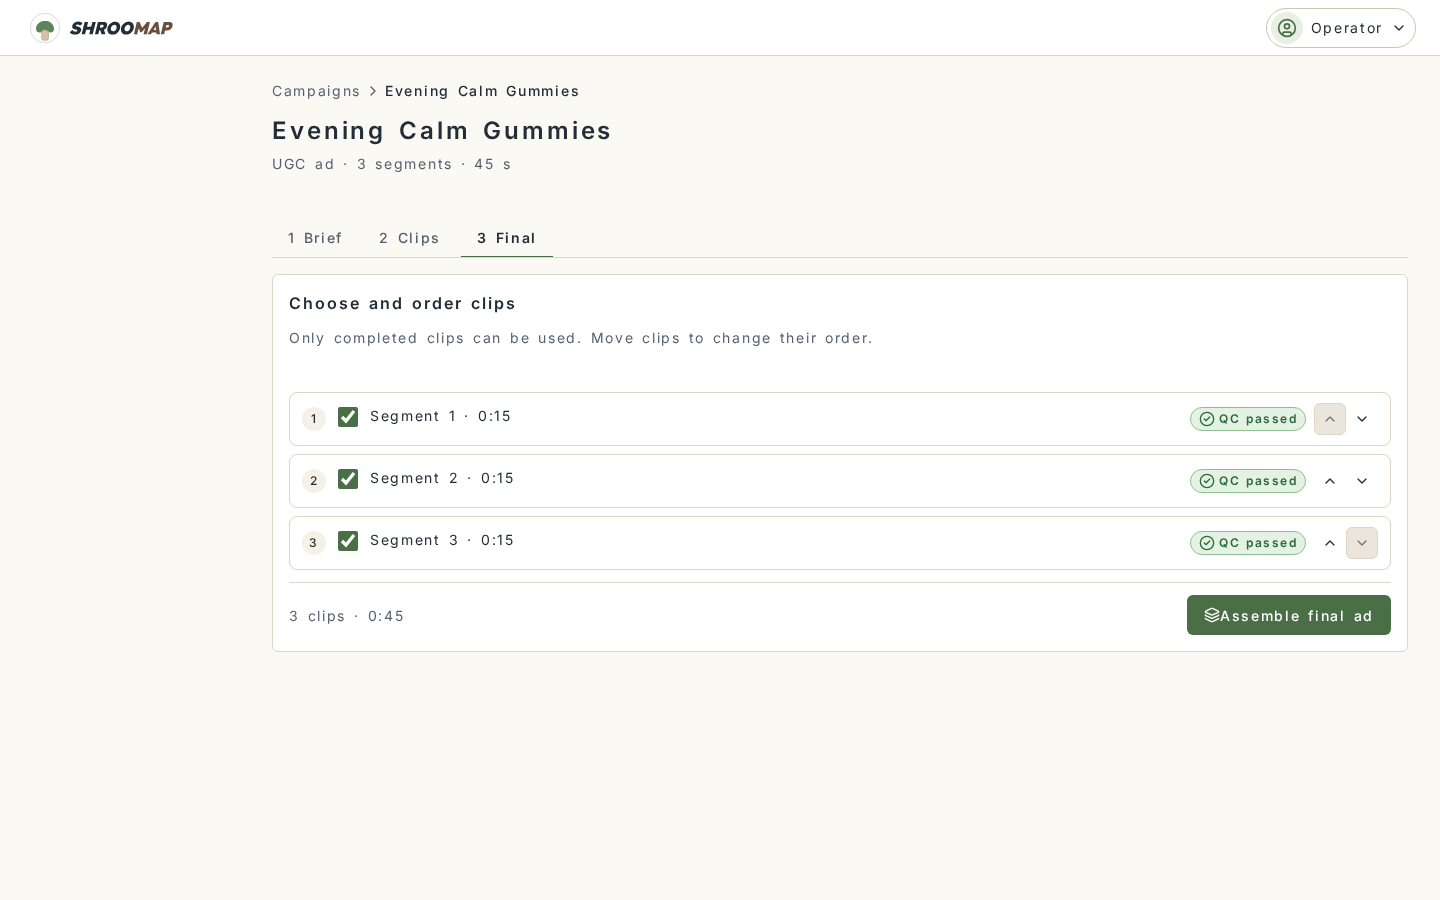 SHROOMAP
Operator
Campaigns > Evening Calm Gummies
Evening Calm Gummies
UGC ad · 3 segments · 45 s
1 Brief 2 Clips 3 Final
Choose and order clips
Only completed clips can be used. Move clips to change their order.
1 Segment 1 · 0:15 QC passed
2 Segment 2 · 0:15 QC passed
3 Segment 3 · 0:15 QC passed
3 clips · 0:45 Assemble final ad